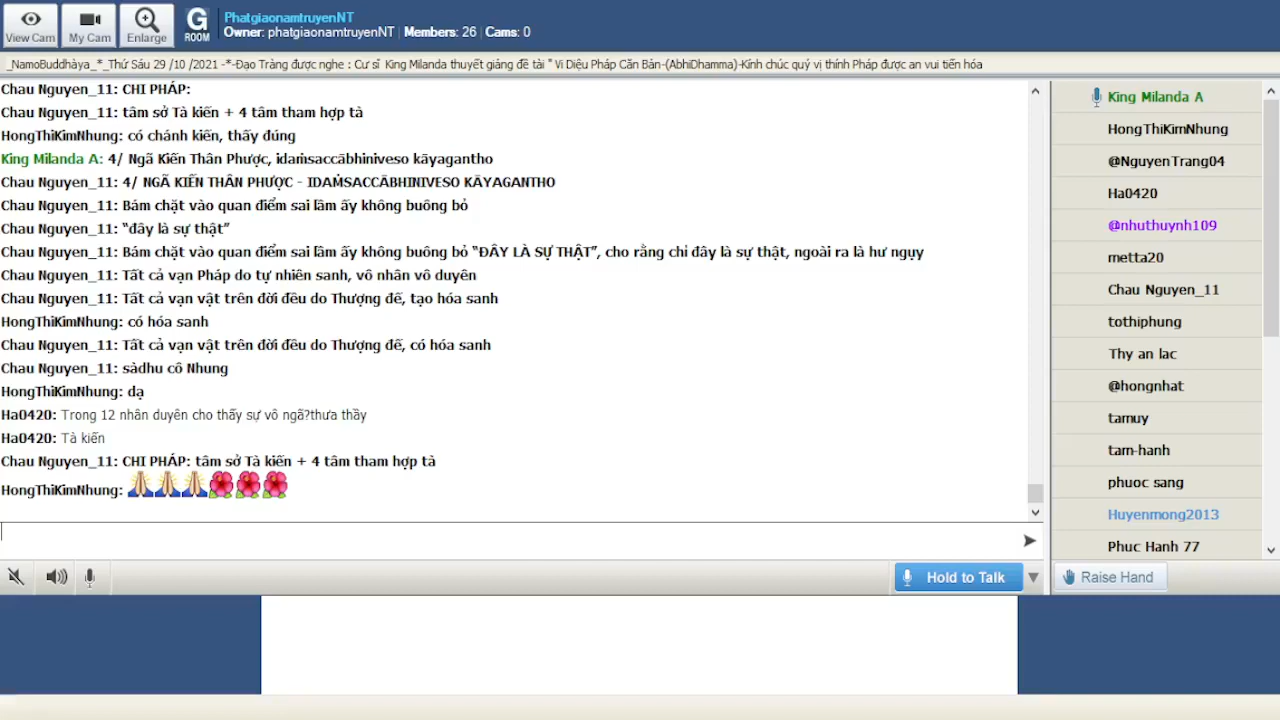 View Cam
My Cam
Enlarge
G
ROOM
PhatgiaonamtruyenNT
Owner: phatgiaonamtruyenNT | Members: 26 | Cams: 0
_NamoBuddhàya_*_Thứ Sáu 29 /10 /2021 -*-Đạo Tràng được nghe : Cư sĩ King Milanda thuyết giảng đề tài " Vi Diệu Pháp Căn Bản-(AbhiDhamma)-Kính chúc quý vị thính Pháp được an vui tiến hóa
Chau Nguyen_11: CHI PHÁP:
Chau Nguyen_11: tâm sở Tà kiến + 4 tâm tham hợp tà
HongThiKimNhung: có chánh kiến, thấy đúng
King Milanda A: 4/ Ngã Kiến Thân Phược, idaṁsaccābhiniveso kāyagantho
Chau Nguyen_11: 4/ NGÃ KIẾN THÂN PHƯỢC - IDAṀSACCĀBHINIVESO KĀYAGANTHO
Chau Nguyen_11: Bám chặt vào quan điểm sai lầm ấy không buông bỏ
Chau Nguyen_11: “đây là sự thật”
Chau Nguyen_11: Bám chặt vào quan điểm sai lầm ấy không buông bỏ “ĐÂY LÀ SỰ THẬT”, cho rằng chỉ đây là sự thật, ngoài ra là hư ngụy
Chau Nguyen_11: Tất cả vạn Pháp do tự nhiên sanh, vô nhân vô duyên
Chau Nguyen_11: Tất cả vạn vật trên đời đều do Thượng đế, tạo hóa sanh
HongThiKimNhung: có hóa sanh
Chau Nguyen_11: Tất cả vạn vật trên đời đều do Thượng đế, có hóa sanh
Chau Nguyen_11: sàdhu cô Nhung
HongThiKimNhung: dạ
Ha0420: Trong 12 nhân duyên cho thấy sự vô ngã?thưa thầy
Ha0420: Tà kiến
Chau Nguyen_11: CHI PHÁP: tâm sở Tà kiến + 4 tâm tham hợp tà
HongThiKimNhung:
King Milanda A
HongThiKimNhung
@NguyenTrang04
Ha0420
@nhuthuynh109
metta20
Chau Nguyen_11
tothiphung
Thy an lac
@hongnhat
tamuy
tam-hanh
phuoc sang
Huyenmong2013
Phuc Hanh 77
Hold to Talk
Raise Hand